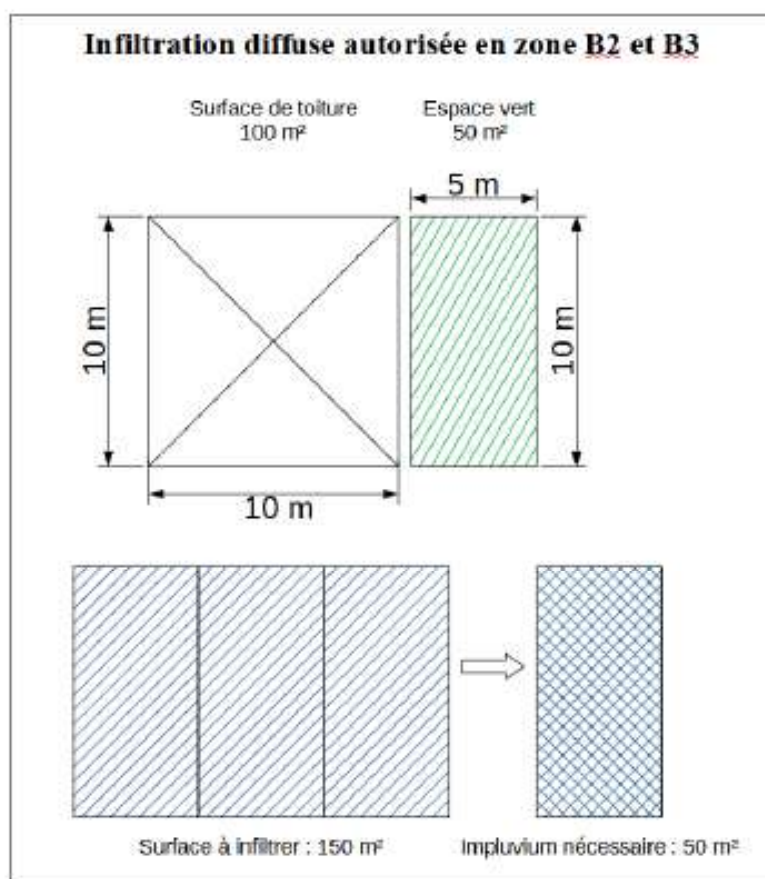 Infiltration diffuse autorisée en zone B2 et B3
Surface de toiture
100 m²
Espace vert
50 m²
5 m
10 m
10 m
10 m
Surface à infiltrer : 150 m²
Impluvium nécessaire : 50 m²